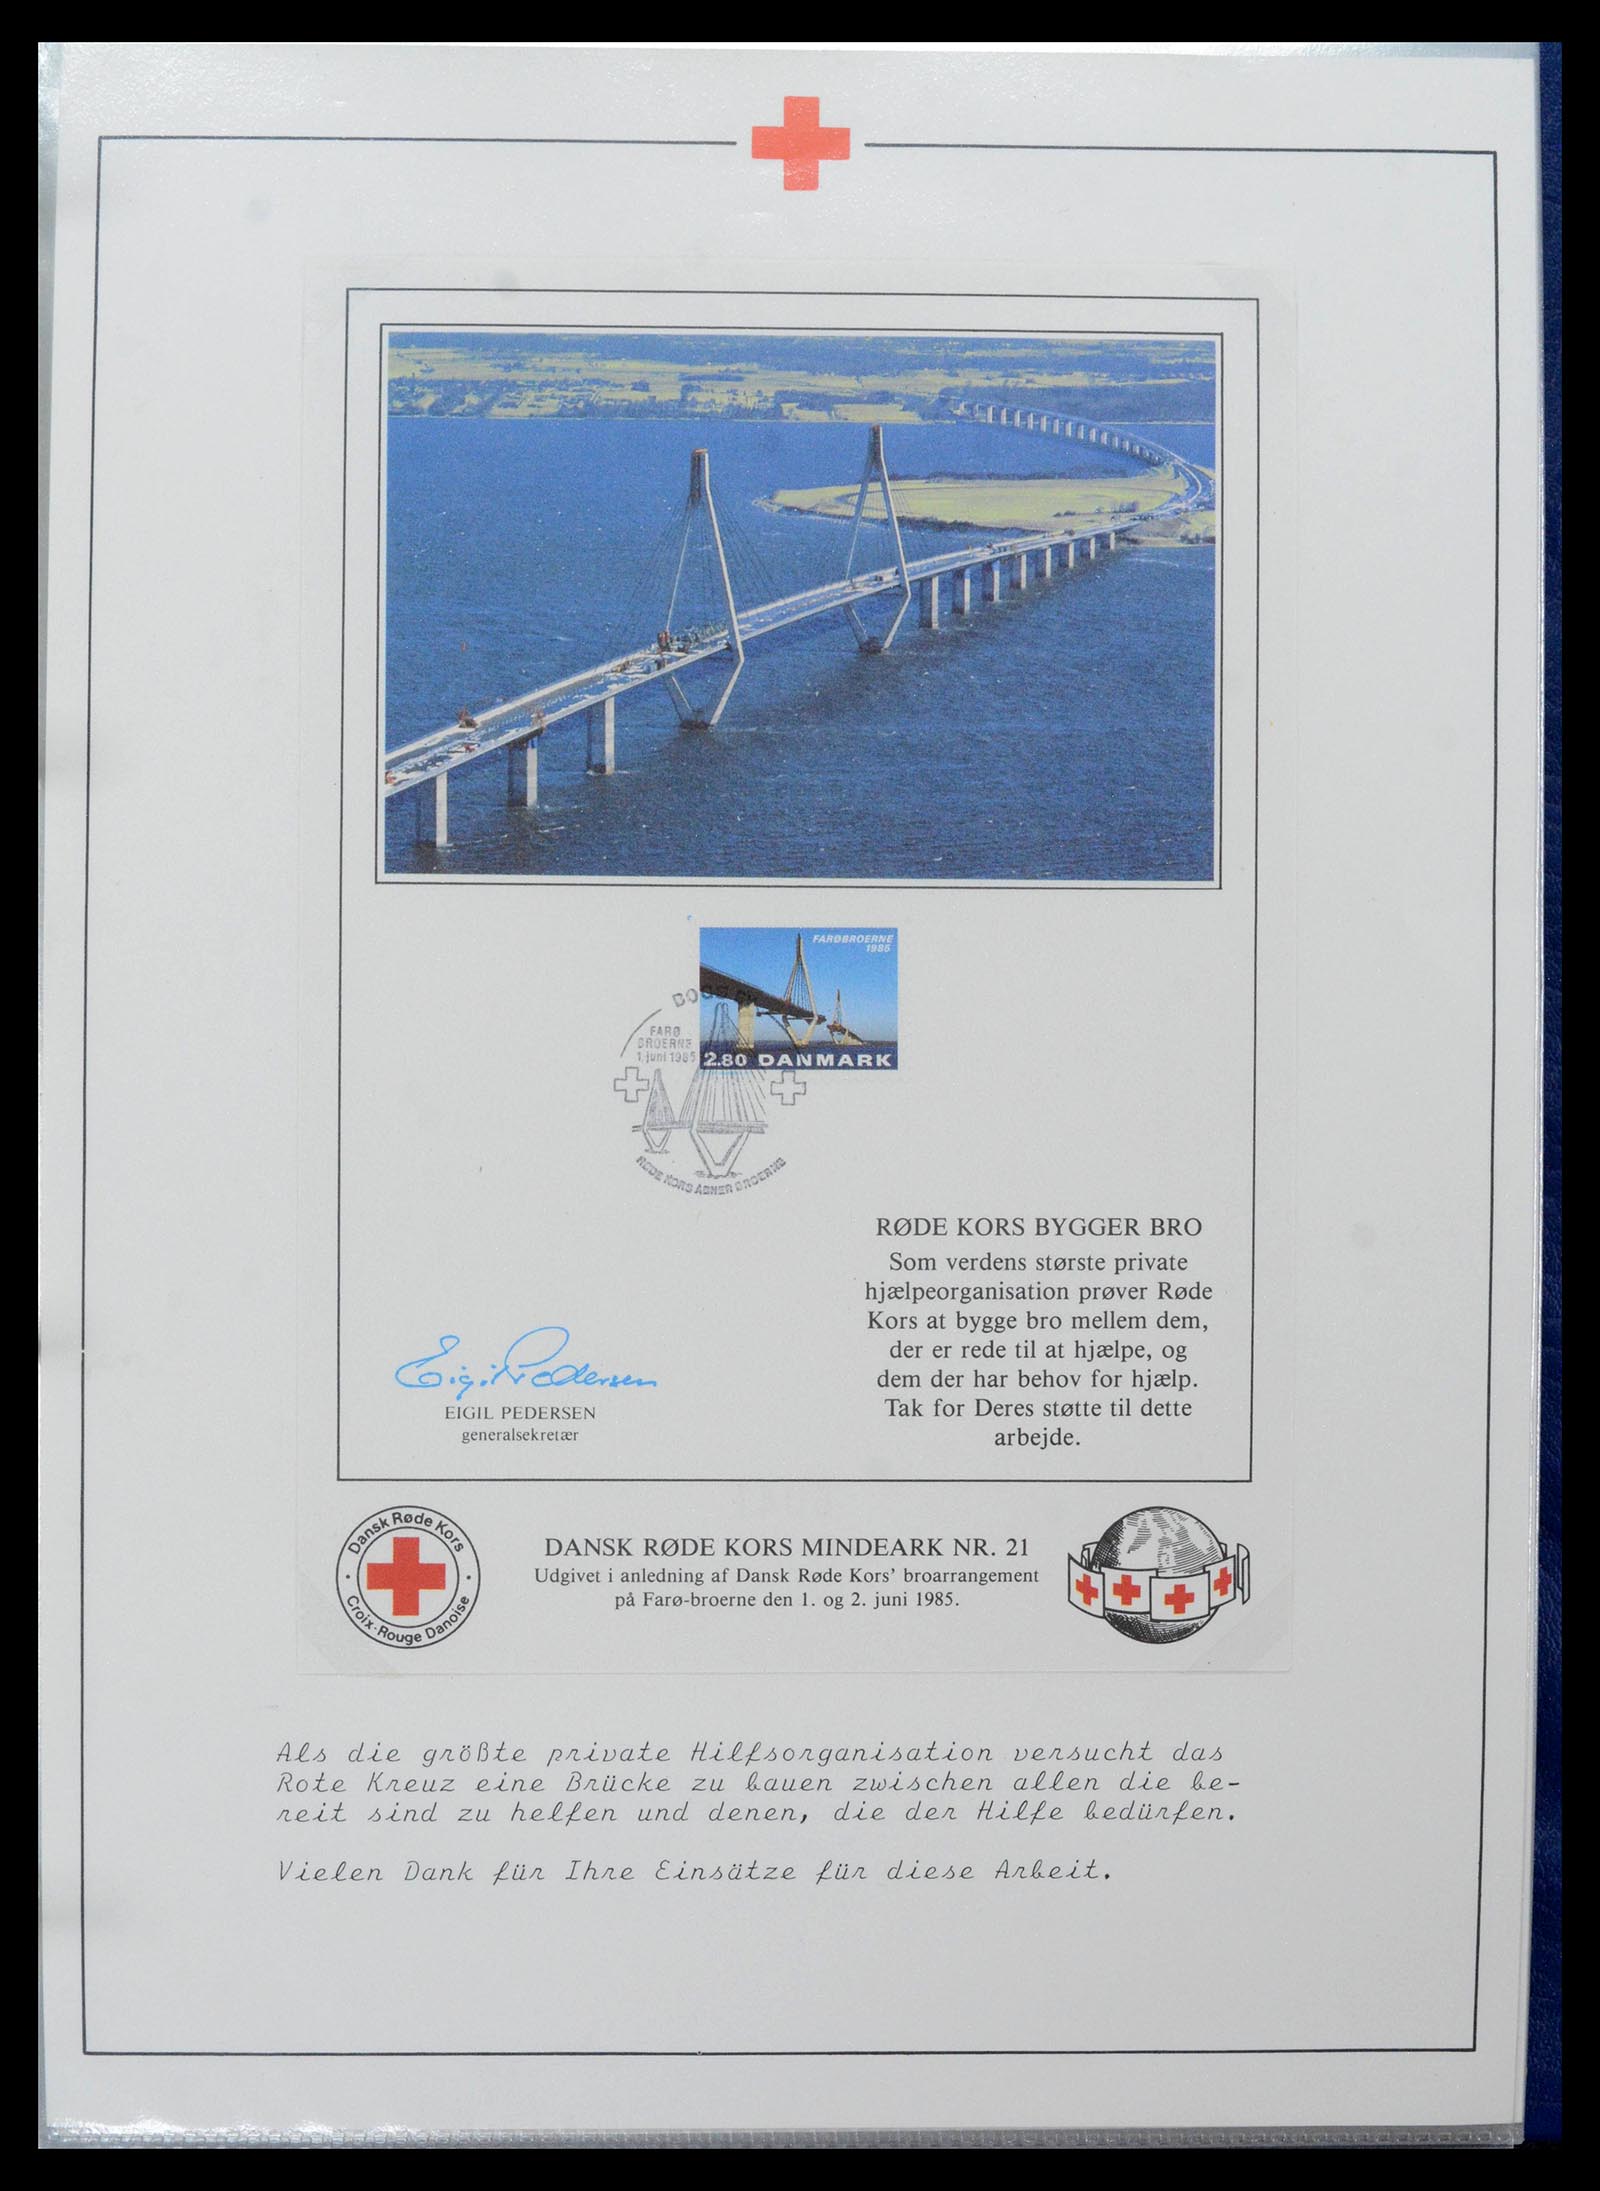 FARØBROERNE
1985
2.80 DANMARK
FARØ
BROERNE
1. juni 1985
RØDE KORS ÅBNER BROERNE
RØDE KORS BYGGER BRO
Som verdens største private
hjælpeorganisation prøver Røde
Kors at bygge bro mellem dem,
der er rede til at hjælpe, og
dem der har behov for hjælp.
Tak for Deres støtte til dette
arbejde.
Eigil Pedersen
EIGIL PEDERSEN
generalsekretær
Dansk Røde Kors
Croix-Rouge Danoise
DANSK RØDE KORS MINDEARK NR. 21
Udgivet i anledning af Dansk Røde Kors' broarrangement
på Farø-broerne den 1. og 2. juni 1985.
Als die größte private Hilfsorganisation versucht das
Rote Kreuz eine Brücke zu bauen zwischen allen die be-
reit sind zu helfen und denen, die der Hilfe bedürfen.
Vielen Dank für Ihre Einsätze für diese Arbeit.